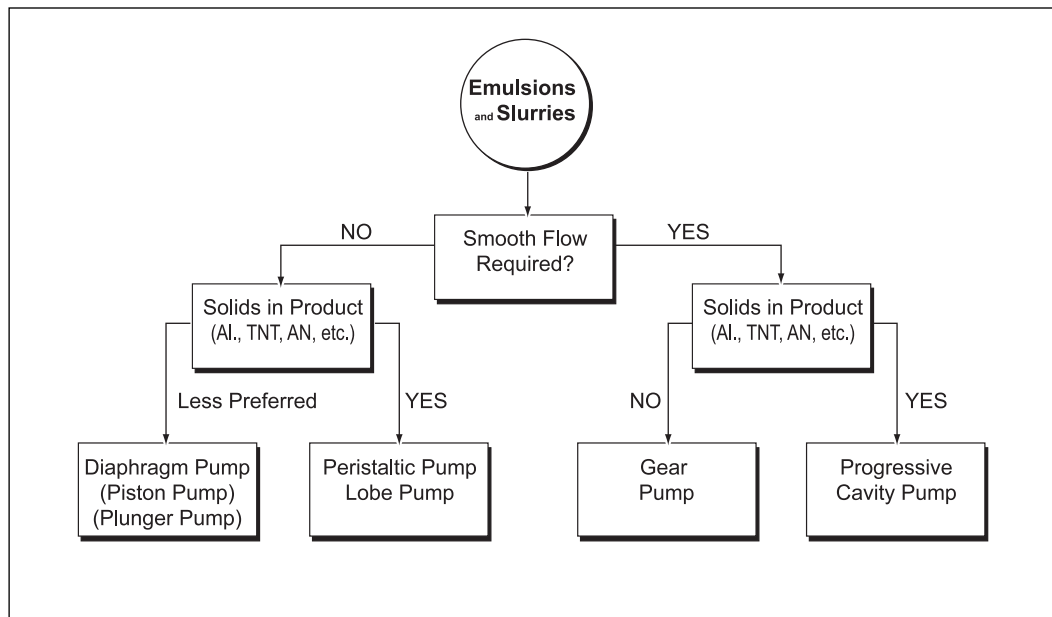 Emulsions
and Slurries
NO
Smooth Flow
Required?
YES
Solids in Product
(Al., TNT, AN, etc.)
Solids in Product
(Al., TNT, AN, etc.)
Less Preferred
YES
NO
YES
Diaphragm Pump
(Piston Pump)
(Plunger Pump)
Peristaltic Pump
Lobe Pump
Gear
Pump
Progressive
Cavity Pump